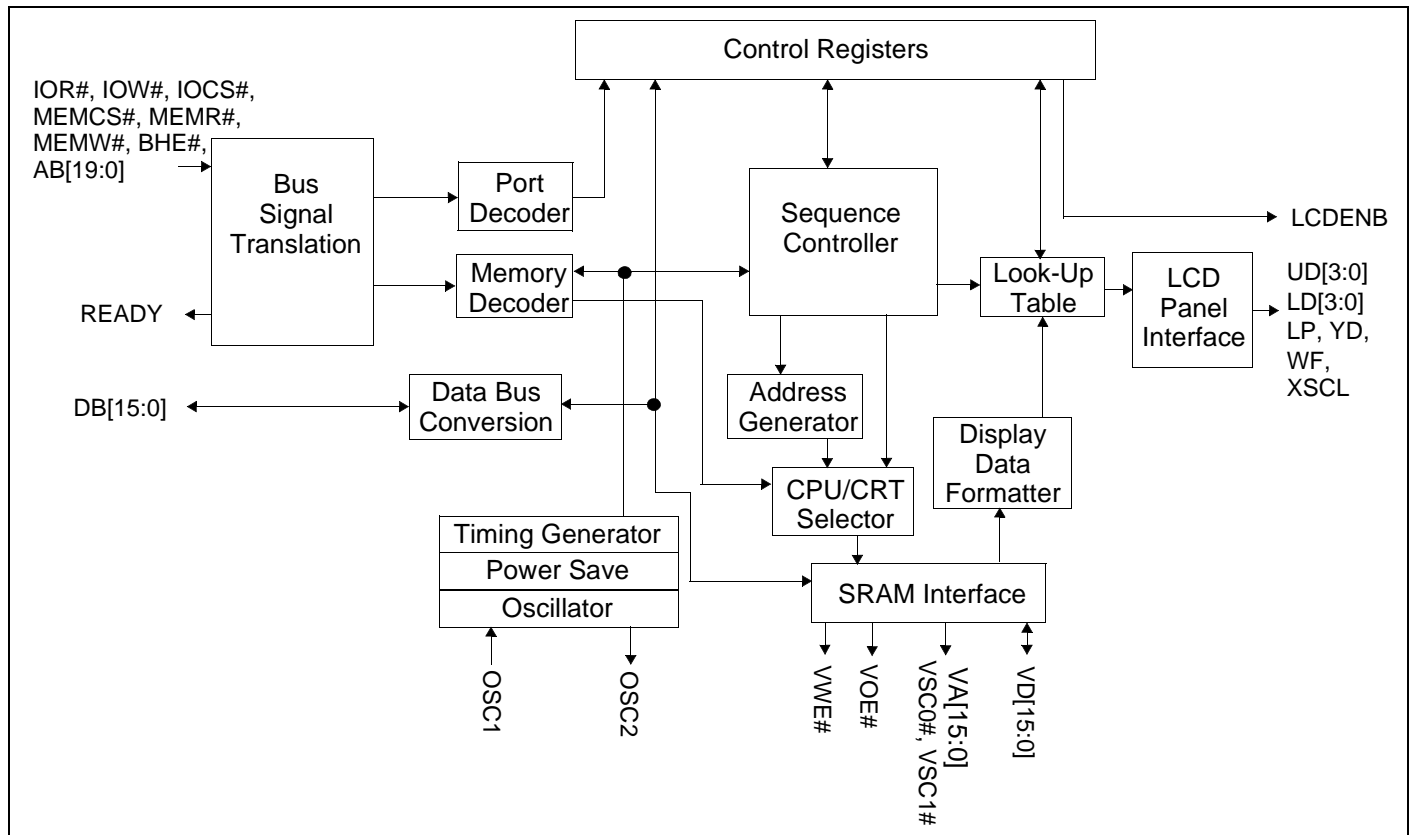 Control Registers
IOR#, IOW#, IOCS#,
MEMCS#, MEMR#,
MEMW#, BHE#,
AB[19:0]
Bus
Signal
Translation
Port
Decoder
Sequence
Controller
LCDENB
Memory
Decoder
Look-Up
Table
LCD
Panel
Interface
UD[3:0]
LD[3:0]
LP, YD,
WF,
XSCL
READY
DB[15:0]
Data Bus
Conversion
Address
Generator
Display
Data
Formatter
CPU/CRT
Selector
Timing Generator
Power Save
Oscillator
SRAM Interface
OSC1
OSC2
VWE#
VOE#
VA[15:0]
VSC0#, VSC1#
VD[15:0]